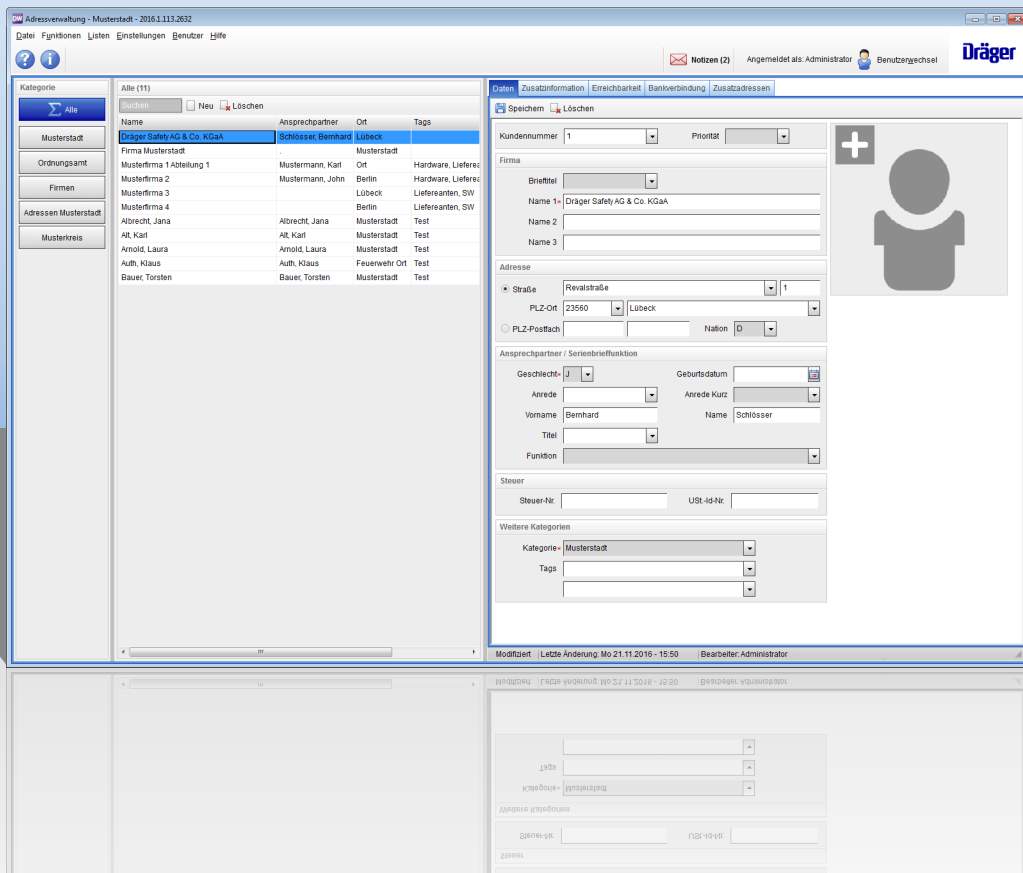 DW Adressverwaltung - Musterstadt - 2016.1.113.2632
Datei Funktionen Listen Einstellungen Benutzer Hilfe
Notizen (2) Angemeldet als: Administrator Benutzerwechsel
Dräger
Kategorie
Alle
Musterstadt
Ordnungsamt
Firmen
Adressen Musterstadt
Musterkreis
Alle (11)
Suchen Neu Löschen
Name Ansprechpartner Ort Tags
Dräger Safety AG & Co. KGaA Schlösser, Bernhard Lübeck
Firma Musterstadt . Musterstadt
Musterfirma 1 Abteilung 1 Mustermann, Karl Ort Hardware, Lieferea
Musterfirma 2 Mustermann, John Berlin Hardware, Lieferea
Musterfirma 3 Lübeck Liefereanten, SW
Musterfirma 4 Berlin Liefereanten, SW
Albrecht, Jana Albrecht, Jana Musterstadt Test
Alt, Karl Alt, Karl Musterstadt Test
Arnold, Laura Arnold, Laura Musterstadt Test
Auth, Klaus Auth, Klaus Feuerwehr Ort Test
Bauer, Torsten Bauer, Torsten Musterstadt Test
Daten Zusatzinformation Erreichbarkeit Bankverbindung Zusatzadressen
Speichern Löschen
Kundennummer 1 Priorität
Firma
Brieftitel
Name 1* Dräger Safety AG & Co. KGaA
Name 2
Name 3
Adresse
Straße Revalstraße 1
PLZ-Ort 23560 Lübeck
PLZ-Postfach Nation D
Ansprechpartner / Serienbrieffunktion
Geschlecht* J Geburtsdatum
Anrede Anrede Kurz
Vorname Bernhard Name Schlösser
Titel
Funktion
Steuer
Steuer-Nr. USt.-Id-Nr.
Weitere Kategorien
Kategorie* Musterstadt
Tags
Modifiziert Letzte Änderung: Mo 21.11.2016 - 15:50 Bearbeiter: Administrator